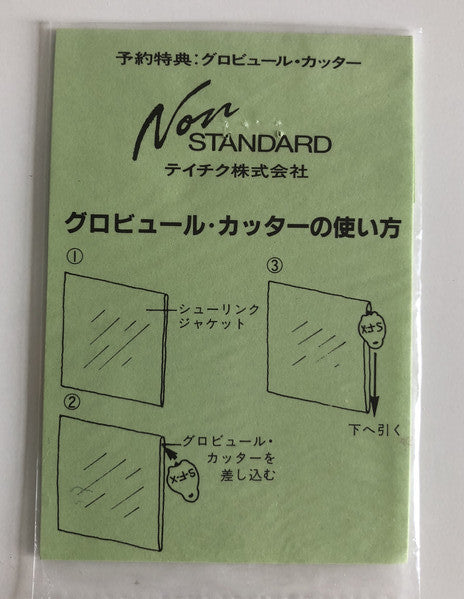 予約特典:グロビュール・カッター
Non
STANDARD
テイチク株式会社
グロビュール・カッターの使い方
①
シューリンク
ジャケット
②
グロビュール・
カッターを
差し込む
S-F-X
③
S-F-X
下へ引く